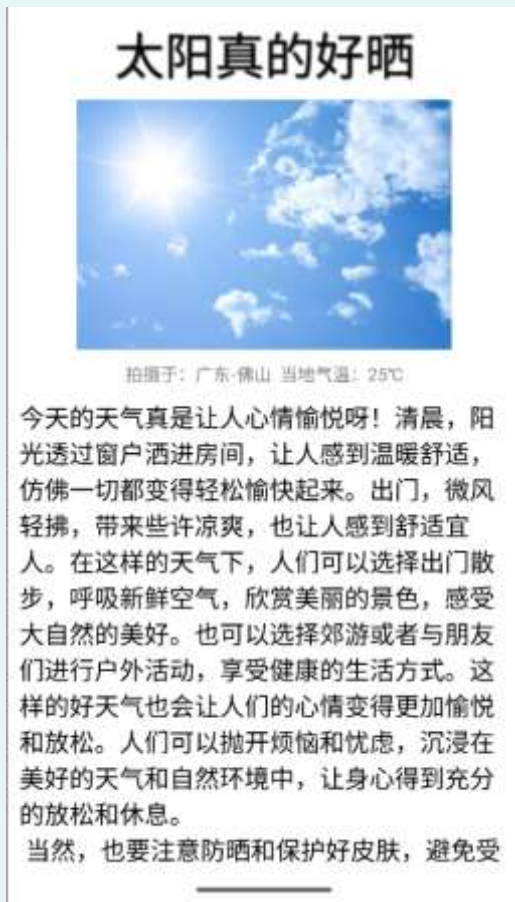 太阳真的好晒
拍摄于：广东-佛山 当地气温：25℃
今天的天气真是让人心情愉悦呀！清晨，阳
光透过窗户洒进房间，让人感到温暖舒适，
仿佛一切都变得轻松愉快起来。出门，微风
轻拂，带来些许凉爽，也让人感到舒适宜
人。在这样的天气下，人们可以选择出门散
步，呼吸新鲜空气，欣赏美丽的景色，感受
大自然的美好。也可以选择郊游或者与朋友
们进行户外活动，享受健康的生活方式。这
样的好天气也会让人们的心情变得更加愉悦
和放松。人们可以抛开烦恼和忧虑，沉浸在
美好的天气和自然环境中，让身心得到充分
的放松和休息。
当然，也要注意防晒和保护好皮肤，避免受